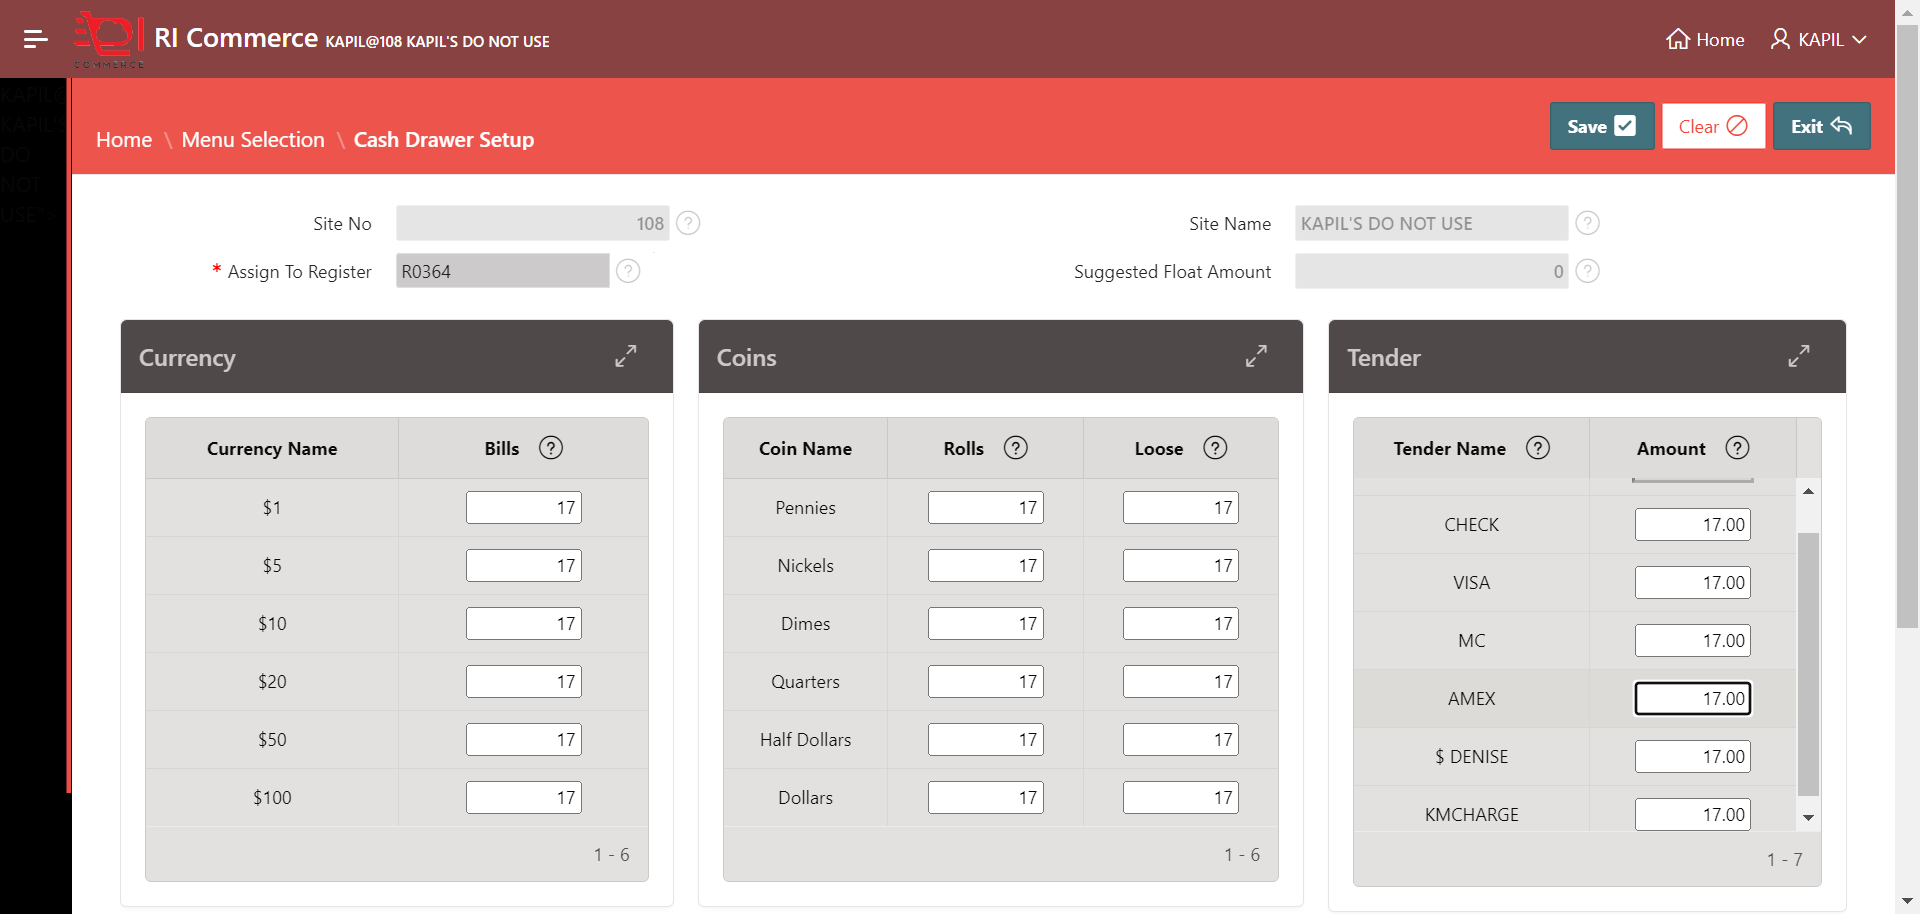 COMMERCE
RI Commerce KAPIL@108 KAPIL'S DO NOT USE
Home
KAPIL
KAPIL@
KAPIL'S
DO
NOT
USE
Home \ Menu Selection \ Cash Drawer Setup
Save
Clear
Exit
Site No 108 ?
Site Name KAPIL'S DO NOT USE ?
* Assign To Register R0364 ?
Suggested Float Amount 0 ?
Currency
Currency Name Bills ?
$1 17
$5 17
$10 17
$20 17
$50 17
$100 17
1 - 6
Coins
Coin Name Rolls ? Loose ?
Pennies 17 17
Nickels 17 17
Dimes 17 17
Quarters 17 17
Half Dollars 17 17
Dollars 17 17
1 - 6
Tender
Tender Name ? Amount ?
CHECK 17.00
VISA 17.00
MC 17.00
AMEX 17.00
$ DENISE 17.00
KMCHARGE 17.00
1 - 7